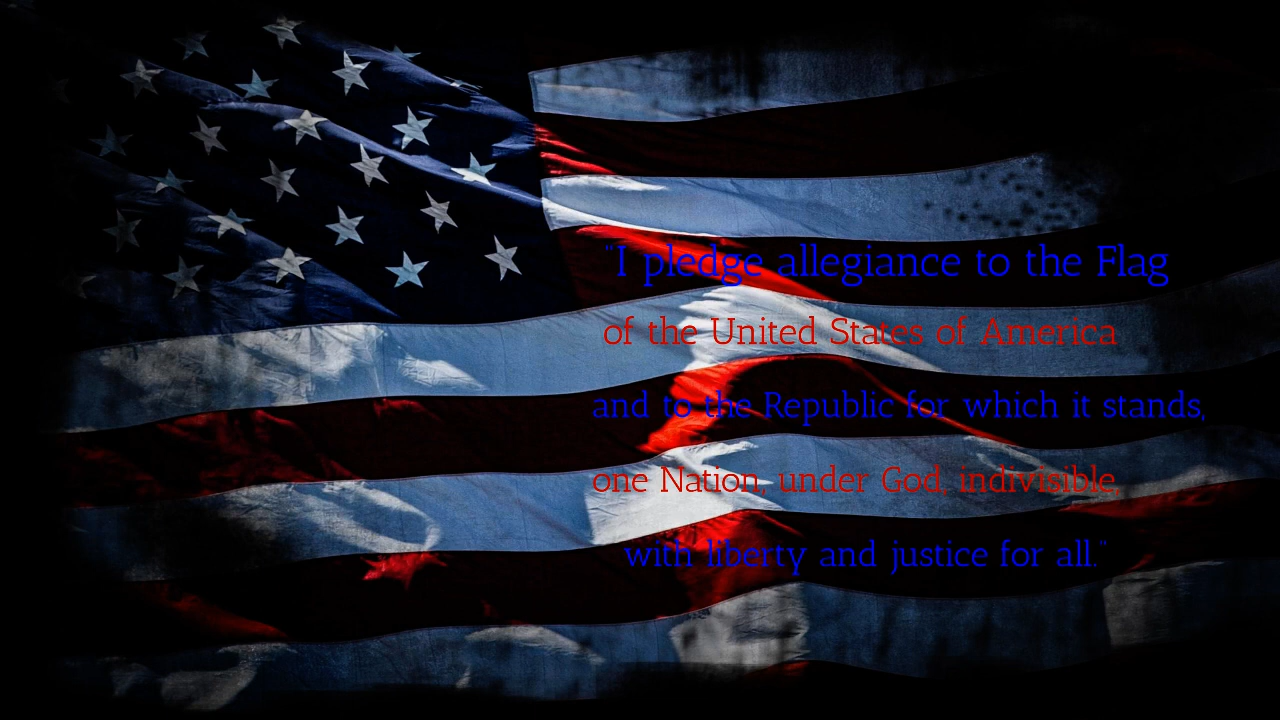 "I pledge allegiance to the Flag
of the United States of America
and to the Republic for which it stands,
one Nation, under God, indivisible,
with liberty and justice for all."